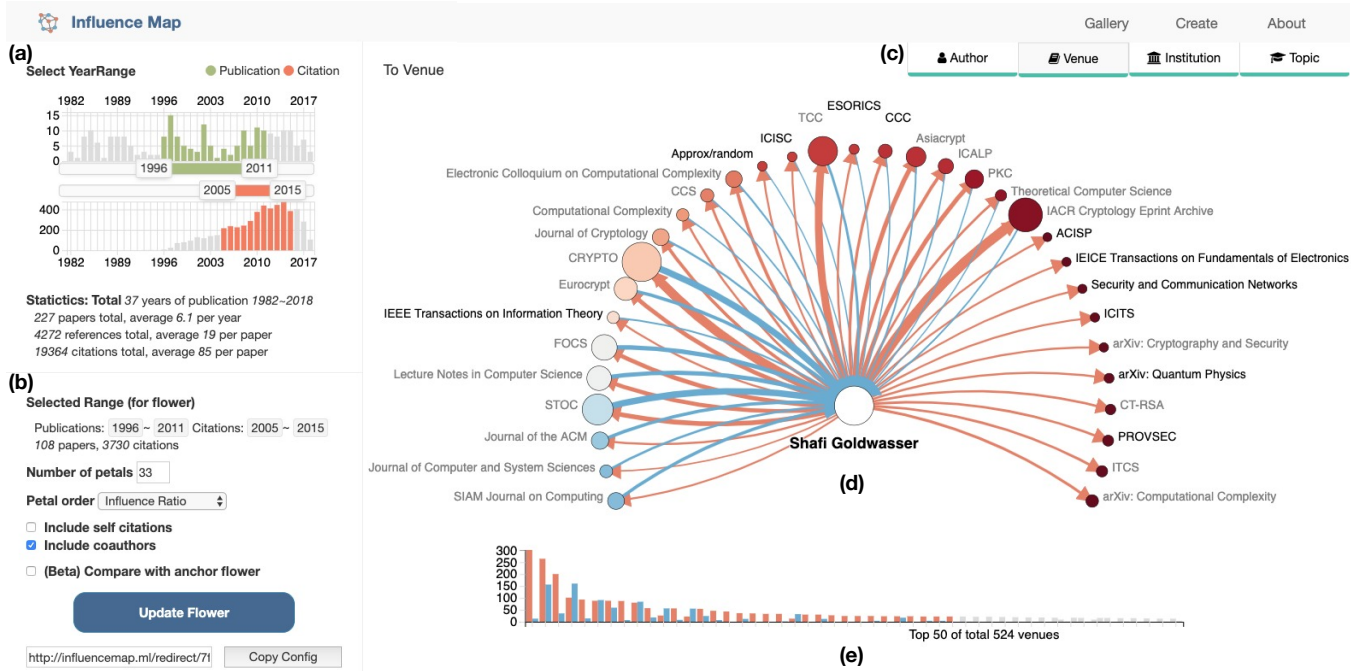 Influence Map
Gallery Create About
(a)
Select YearRange
Publication Citation
1982 1989 1996 2003 2010 2017
15
10
5
0
1996 2011
2005 2015
400
200
0
1982 1989 1996 2003 2010 2017
Statictics: Total 37 years of publication 1982~2018
227 papers total, average 6.1 per year
4272 references total, average 19 per paper
19364 citations total, average 85 per paper
(b)
Selected Range (for flower)
Publications: 1996 ~ 2011 Citations: 2005 ~ 2015
108 papers, 3730 citations
Number of petals 33
Petal order Influence Ratio
Include self citations
Include coauthors
(Beta) Compare with anchor flower
Update Flower
http://influencemap.ml/redirect/7f Copy Config
To Venue
(c)
Author Venue Institution Topic
SIAM Journal on Computing
Journal of Computer and System Sciences
Journal of the ACM
STOC
Lecture Notes in Computer Science
FOCS
IEEE Transactions on Information Theory
Eurocrypt
CRYPTO
Journal of Cryptology
Computational Complexity
CCS
Electronic Colloquium on Computational Complexity
Approx/random
ICISC
TCC
ESORICS
CCC
Asiacrypt
ICALP
PKC
Theoretical Computer Science
IACR Cryptology Eprint Archive
ACISP
IEICE Transactions on Fundamentals of Electronics
Security and Communication Networks
ICITS
arXiv: Cryptography and Security
arXiv: Quantum Physics
CT-RSA
PROVSEC
ITCS
arXiv: Computational Complexity
Shafi Goldwasser
(d)
300
250
200
150
100
50
0
Top 50 of total 524 venues
(e)